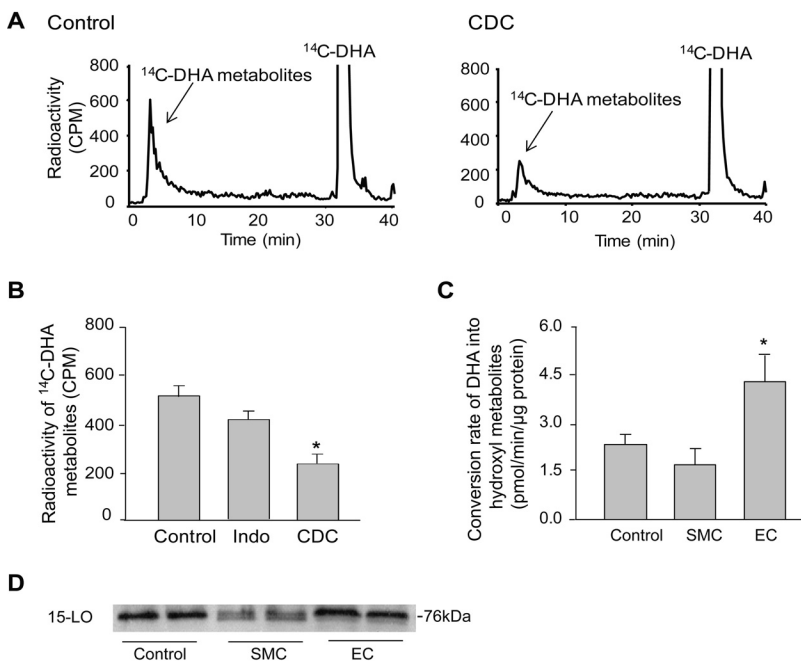 A Control CDC
¹⁴C-DHA ¹⁴C-DHA
¹⁴C-DHA metabolites
¹⁴C-DHA metabolites
Radioactivity
(CPM)
800
600
400
200
0
0 10 20 30 40
Time (min)
800
600
400
200
0
0 10 20 30 40
Time (min)
B
Radioactivity of ¹⁴C-DHA
metabolites (CPM)
800
600
400
200
0
*
Control Indo CDC
C
Conversion rate of DHA into
hydroxyl metabolites
(pmol/min/µg protein)
6.0
4.5
3.0
1.5
0.0
*
Control SMC EC
D
15-LO -76kDa
Control SMC EC